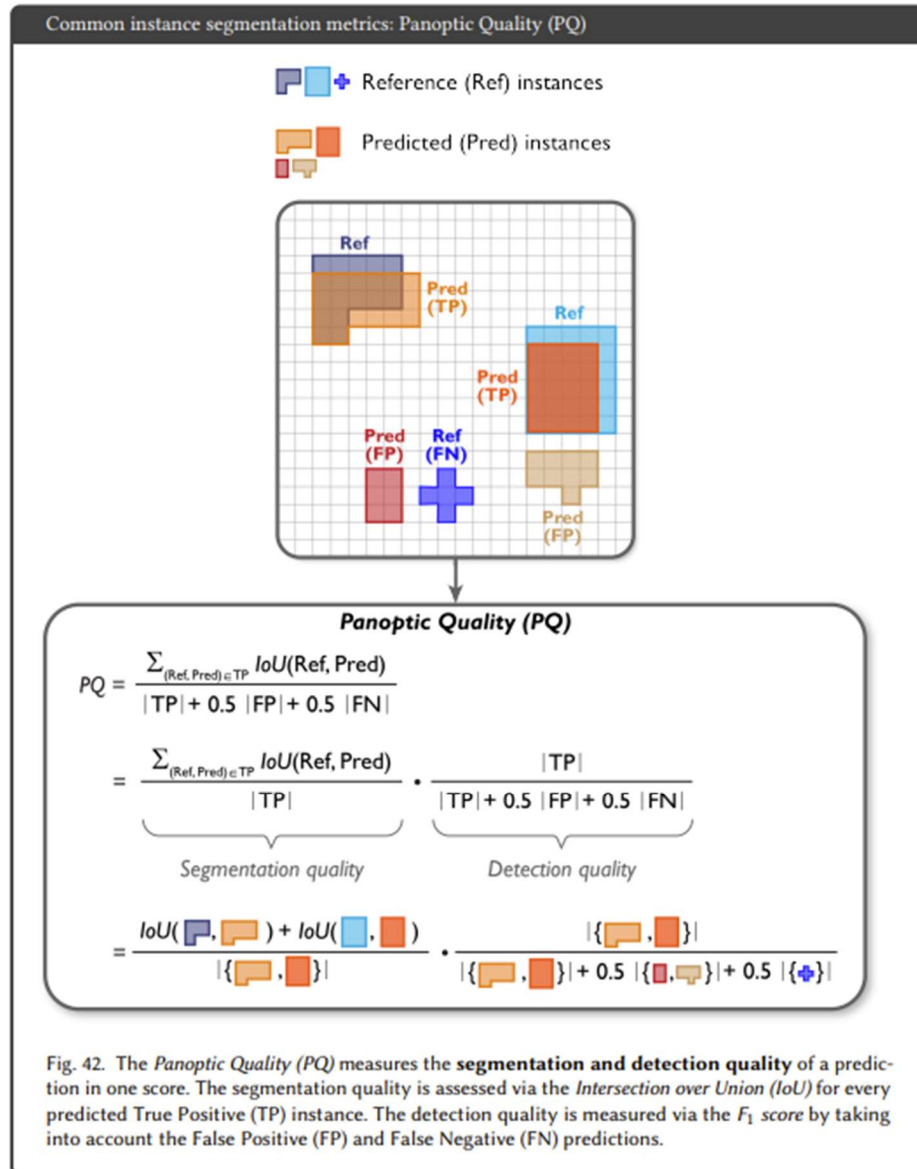 Common instance segmentation metrics: Panoptic Quality (PQ)
Reference (Ref) instances
Predicted (Pred) instances
Ref
Pred
(TP)
Ref
Pred
(TP)
Pred
(FP)
Ref
(FN)
Pred
(FP)
Panoptic Quality (PQ)
PQ = Σ(Ref, Pred) ∈ TP IoU(Ref, Pred) / |TP| + 0.5 |FP| + 0.5 |FN|
= Σ(Ref, Pred) ∈ TP IoU(Ref, Pred) / |TP| • |TP| / |TP| + 0.5 |FP| + 0.5 |FN|
Segmentation quality Detection quality
= IoU( , ) + IoU( , ) / |{ , }| • |{ , }| / |{ , }| + 0.5 |{ , }| + 0.5 |{ }|
Fig. 42. The Panoptic Quality (PQ) measures the segmentation and detection quality of a predic-
tion in one score. The segmentation quality is assessed via the Intersection over Union (IoU) for every
predicted True Positive (TP) instance. The detection quality is measured via the F1 score by taking
into account the False Positive (FP) and False Negative (FN) predictions.